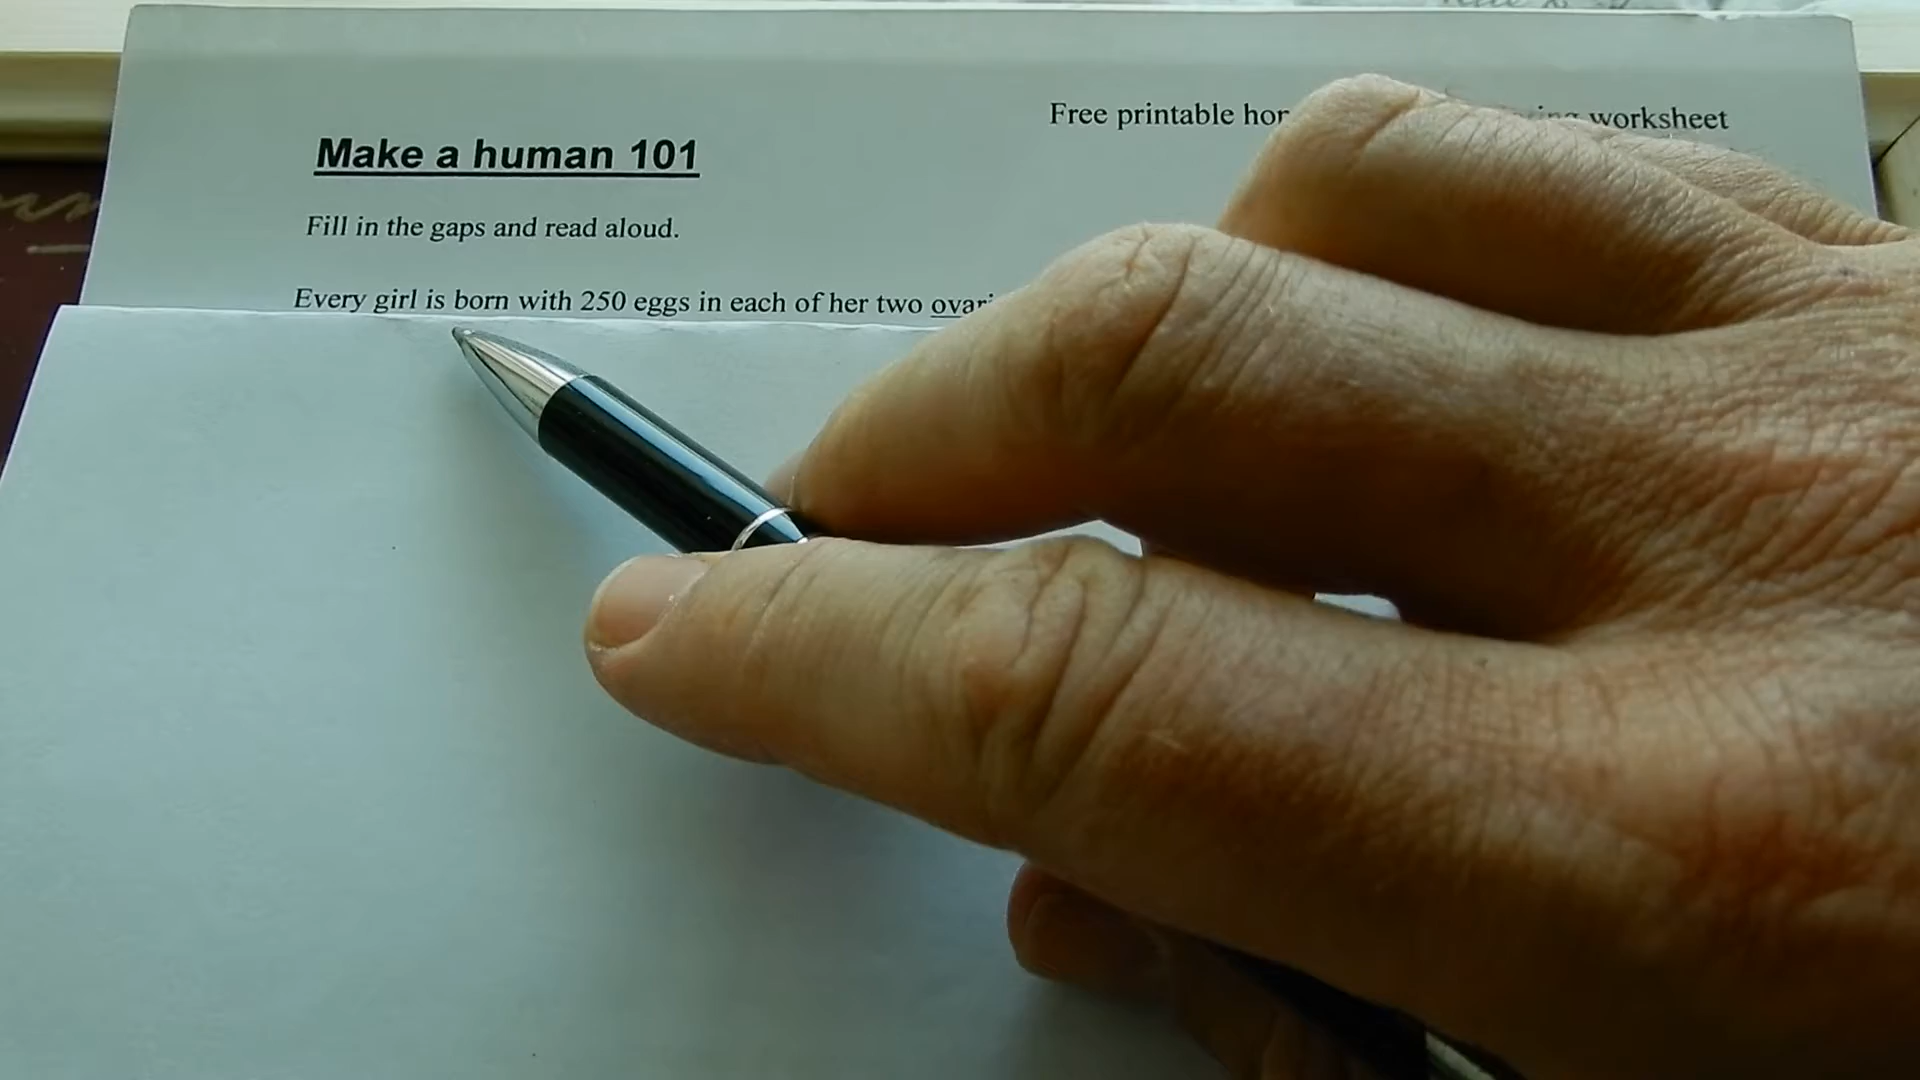 Free printable worksheet
Make a human 101
Fill in the gaps and read aloud.
Every girl is born with 250 eggs in each of her two